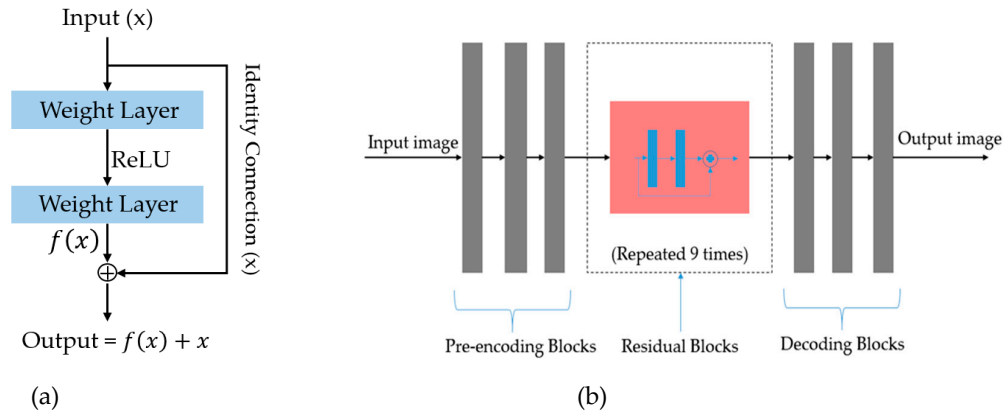 Input (x)
Weight Layer
ReLU
Weight Layer
f(x)
Identity Connection (x)
Output = f(x) + x
(a)
Input image
Output image
(Repeated 9 times)
Pre-encoding Blocks
Residual Blocks
Decoding Blocks
(b)